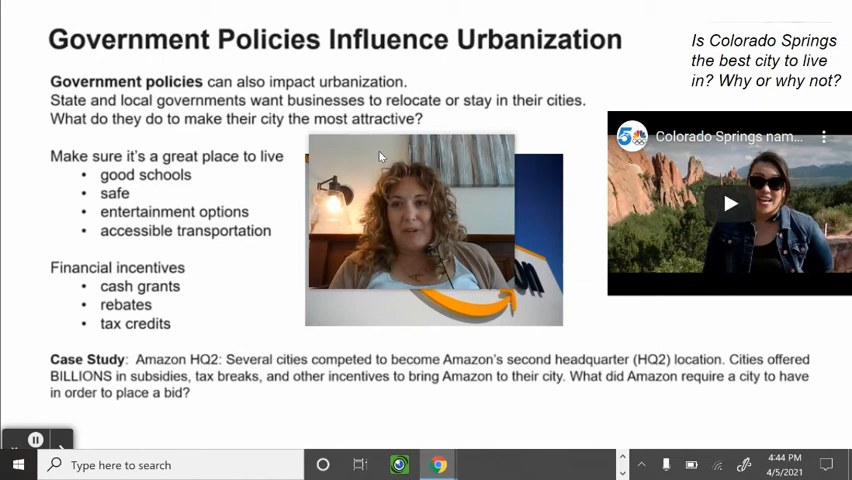 Government Policies Influence Urbanization
Is Colorado Springs
the best city to live
in? Why or why not?
Government policies can also impact urbanization.
State and local governments want businesses to relocate or stay in their cities.
What do they do to make their city the most attractive?
Make sure it's a great place to live
• good schools
• safe
• entertainment options
• accessible transportation
Financial incentives
• cash grants
• rebates
• tax credits
5 Colorado Springs nam...
on
Case Study: Amazon HQ2: Several cities competed to become Amazon's second headquarter (HQ2) location. Cities offered
BILLIONS in subsidies, tax breaks, and other incentives to bring Amazon to their city. What did Amazon require a city to have
in order to place a bid?
Type here to search
4:44 PM
4/5/2021